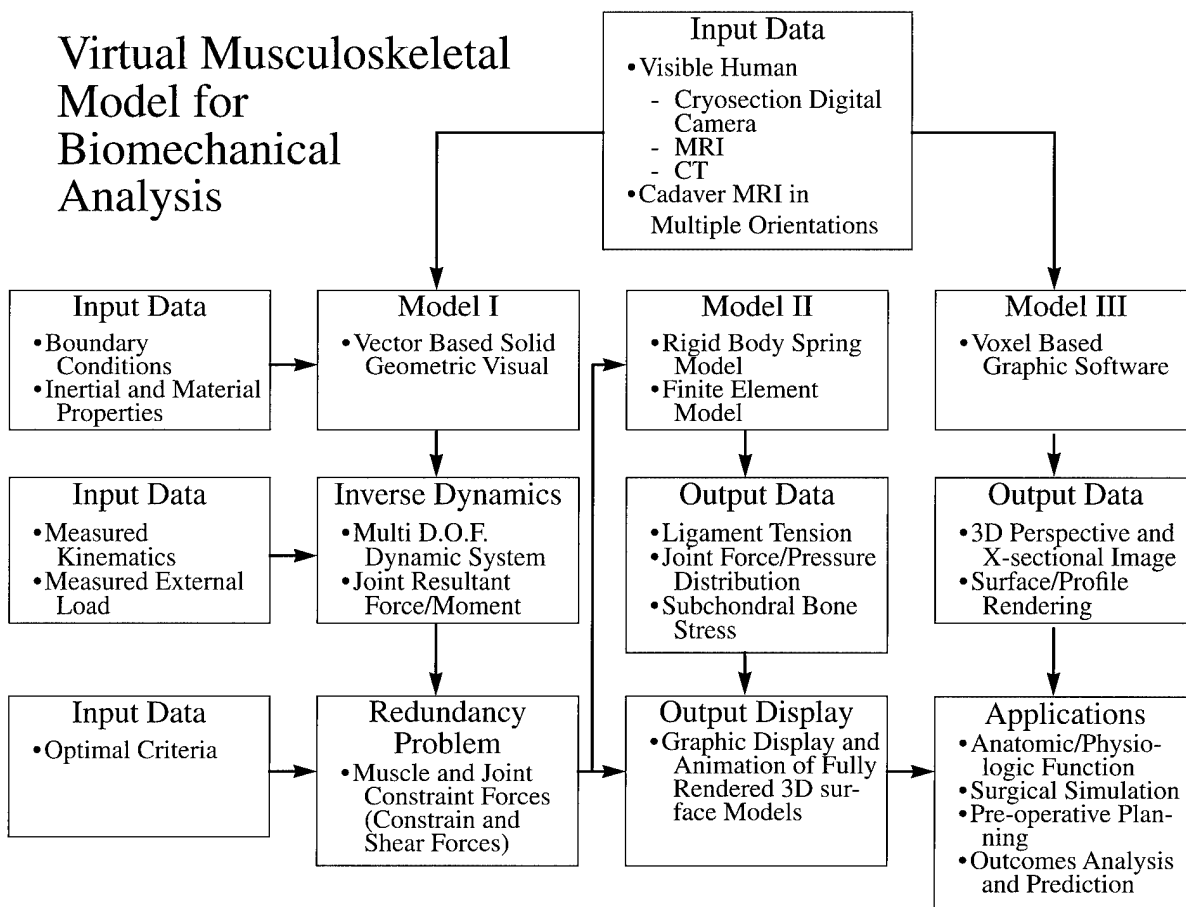 Virtual Musculoskeletal
Model for
Biomechanical
Analysis
Input Data
•Visible Human
- Cryosection Digital
Camera
- MRI
- CT
•Cadaver MRI in
Multiple Orientations
Input Data
•Boundary
Conditions
•Inertial and Material
Properties
Model I
•Vector Based Solid
Geometric Visual
Model II
•Rigid Body Spring
Model
•Finite Element
Model
Model III
•Voxel Based
Graphic Software
Input Data
•Measured
Kinematics
•Measured External
Load
Inverse Dynamics
•Multi D.O.F.
Dynamic System
•Joint Resultant
Force/Moment
Output Data
•Ligament Tension
•Joint Force/Pressure
Distribution
•Subchondral Bone
Stress
Output Data
•3D Perspective and
X-sectional Image
•Surface/Profile
Rendering
Input Data
•Optimal Criteria
Redundancy
Problem
•Muscle and Joint
Constraint Forces
(Constrain and
Shear Forces)
Output Display
•Graphic Display and
Animation of Fully
Rendered 3D sur-
face Models
Applications
•Anatomic/Physio-
logic Function
•Surgical Simulation
•Pre-operative Plan-
ning
•Outcomes Analysis
and Prediction